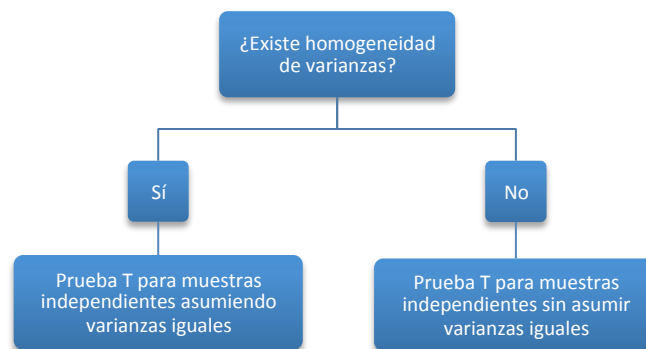 ¿Existe homogeneidad
de varianzas?
Sí
No
Prueba T para muestras
independientes asumiendo
varianzas iguales
Prueba T para muestras
independientes sin asumir
varianzas iguales